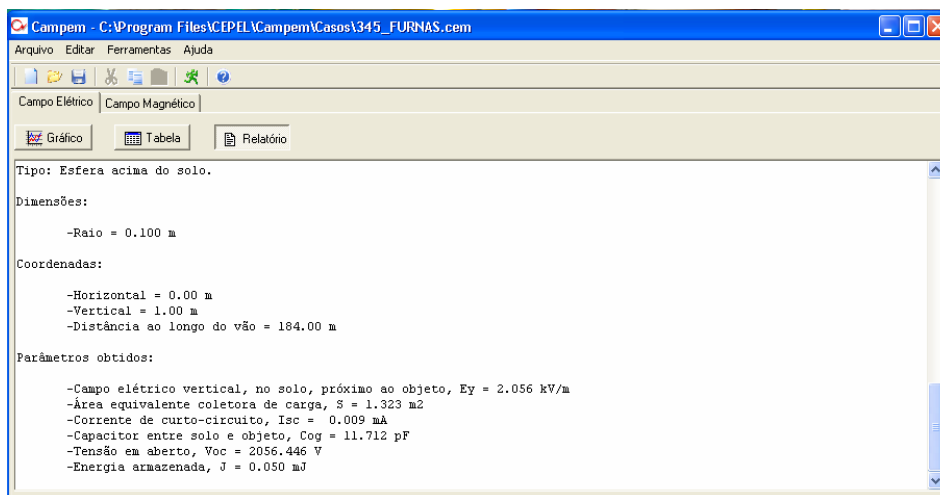 Campem - C:\Program Files\CEPEL\Campem\Casos\345_FURNAS.cem
Arquivo Editar Ferramentas Ajuda
Campo Elétrico Campo Magnético
Gráfico Tabela Relatório
Tipo: Esfera acima do solo.
Dimensões:
-Raio = 0.100 m
Coordenadas:
-Horizontal = 0.00 m
-Vertical = 1.00 m
-Distância ao longo do vão = 184.00 m
Parâmetros obtidos:
-Campo elétrico vertical, no solo, próximo ao objeto, Ey = 2.056 kV/m
-Área equivalente coletora de carga, S = 1.323 m2
-Corrente de curto-circuito, Isc =  0.009 mA
-Capacitor entre solo e objeto, Cog = 11.712 pF
-Tensão em aberto, Voc = 2056.446 V
-Energia armazenada, J = 0.050 mJ